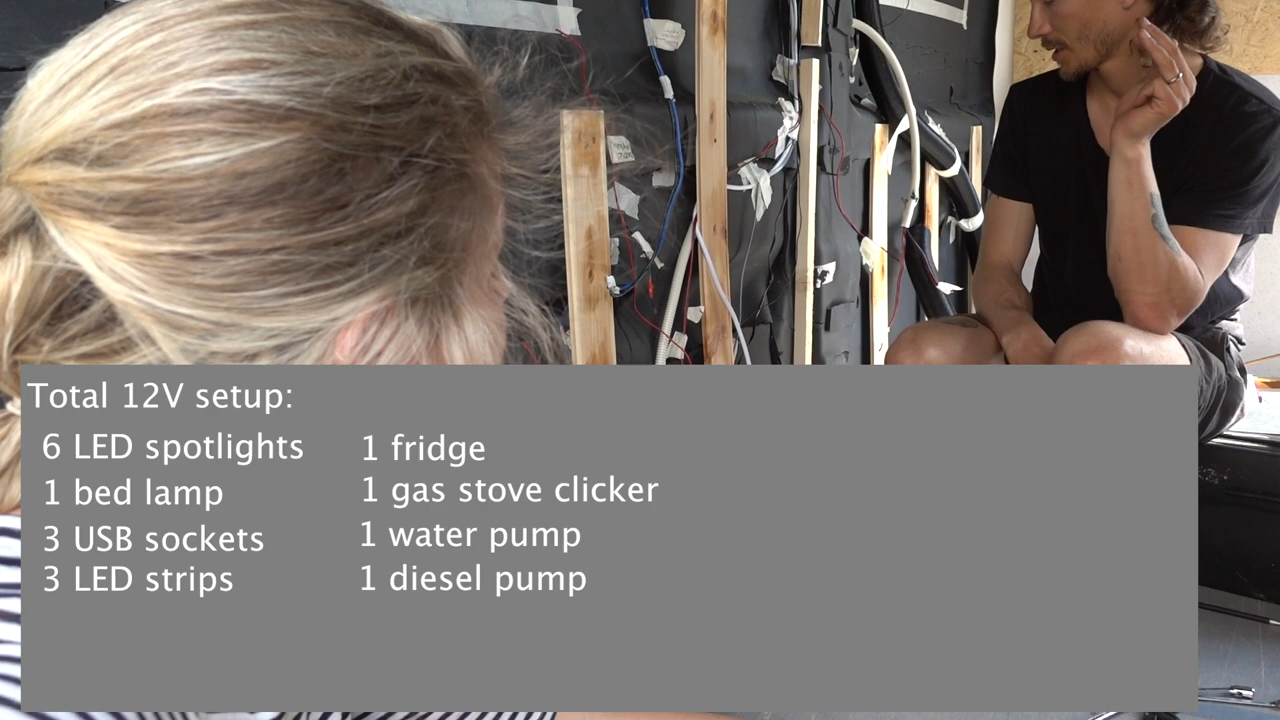 Total 12V setup:
6 LED spotlights
1 bed lamp
3 USB sockets
3 LED strips
1 fridge
1 gas stove clicker
1 water pump
1 diesel pump